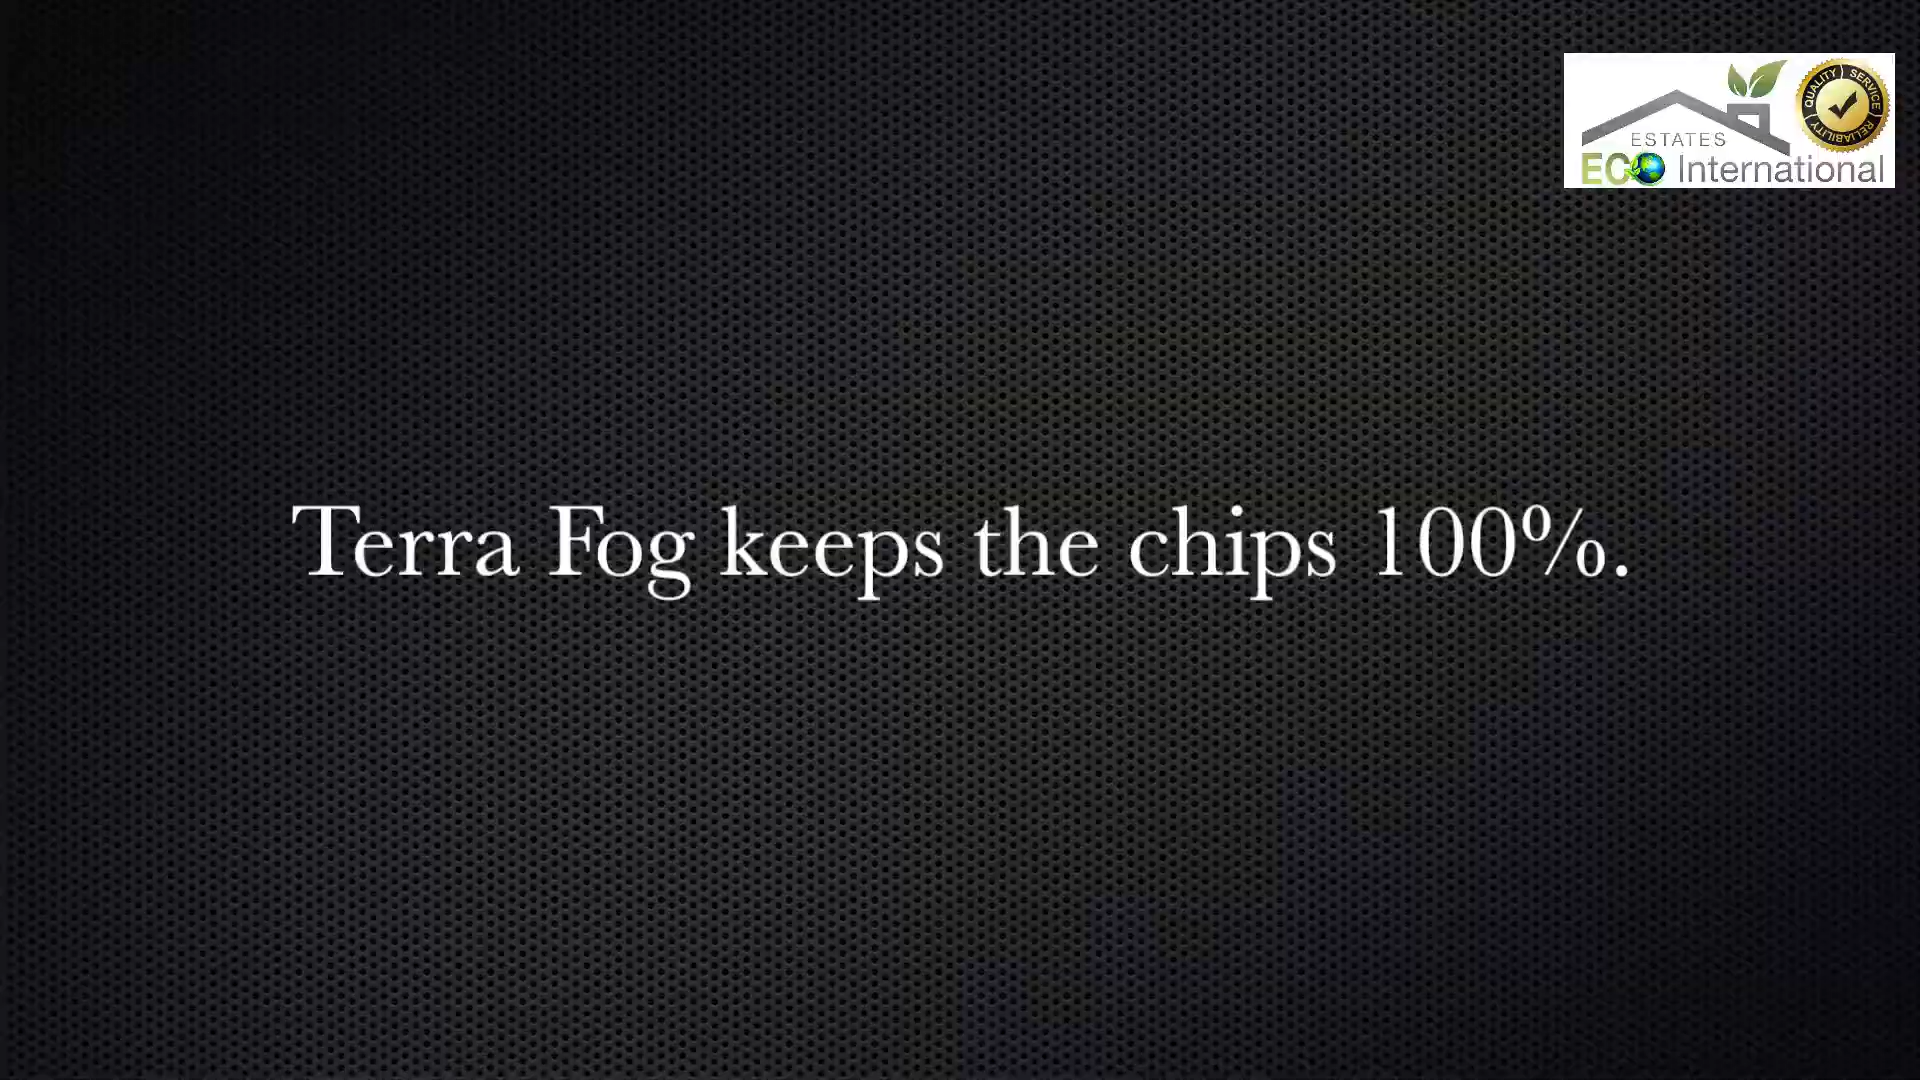 QUALITY SERVICE RELIABILITY
ESTATES
ECO International
Terra Fog keeps the chips 100%.